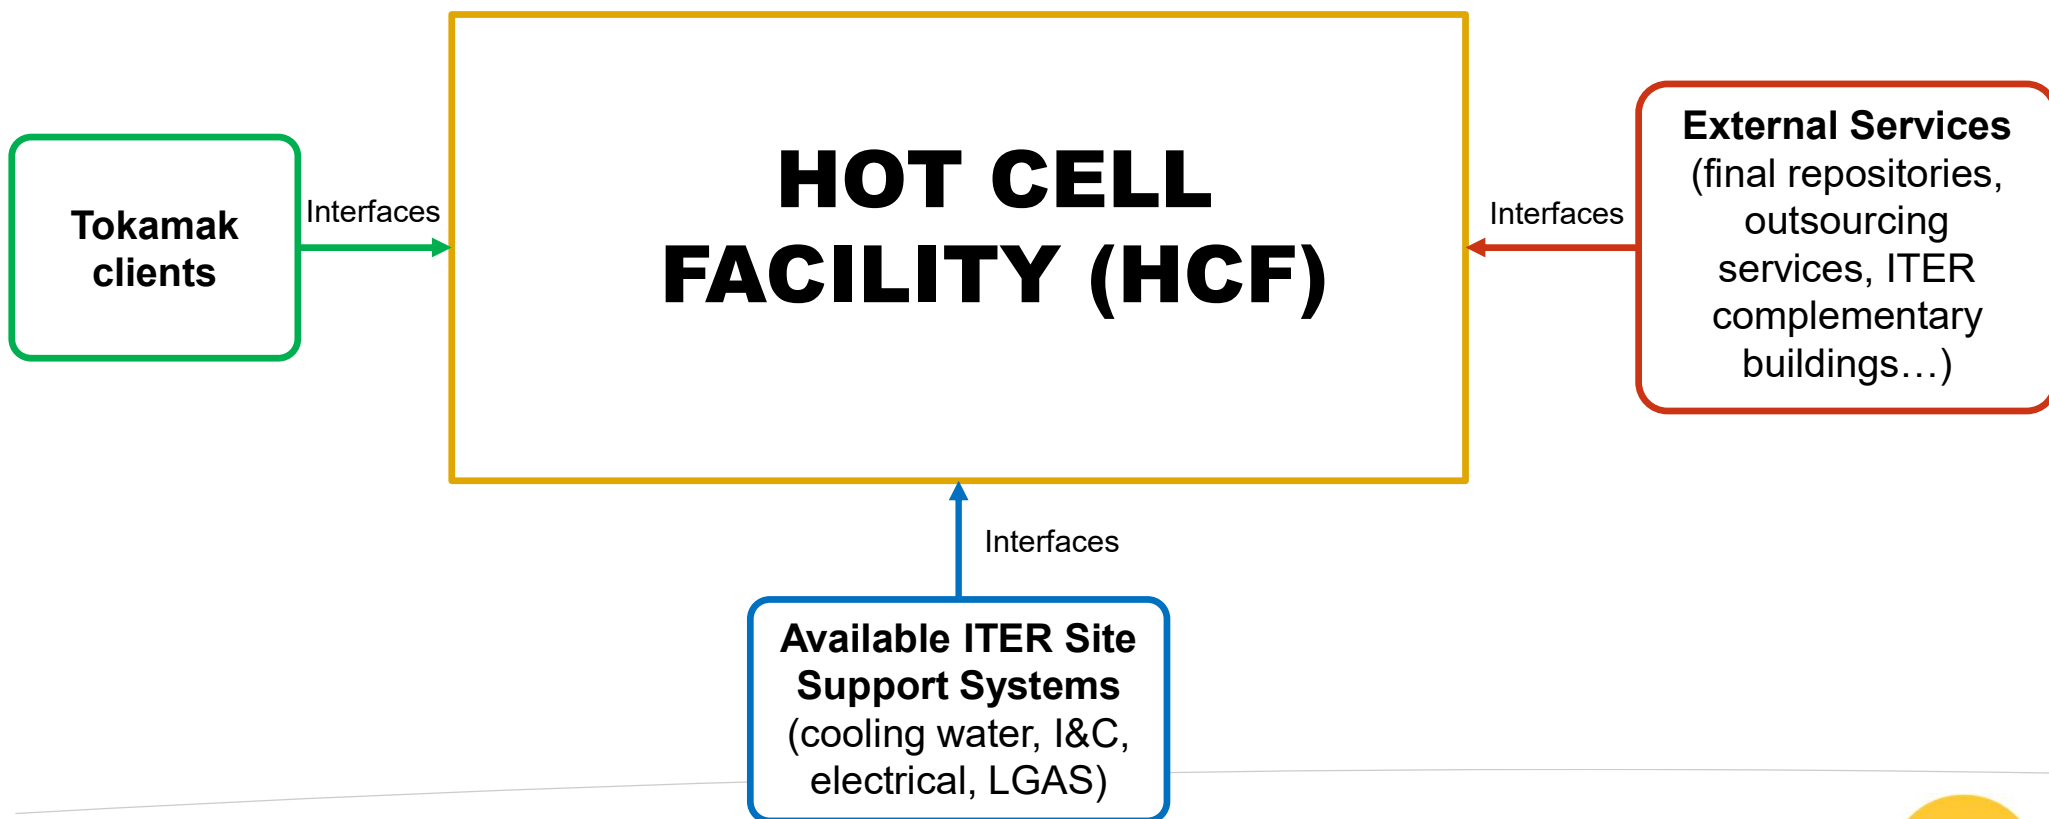 Tokamak
clients
Interfaces
HOT CELL
FACILITY (HCF)
Interfaces
External Services
(final repositories,
outsourcing
services, ITER
complementary
buildings…)
Interfaces
Available ITER Site
Support Systems
(cooling water, I&C,
electrical, LGAS)